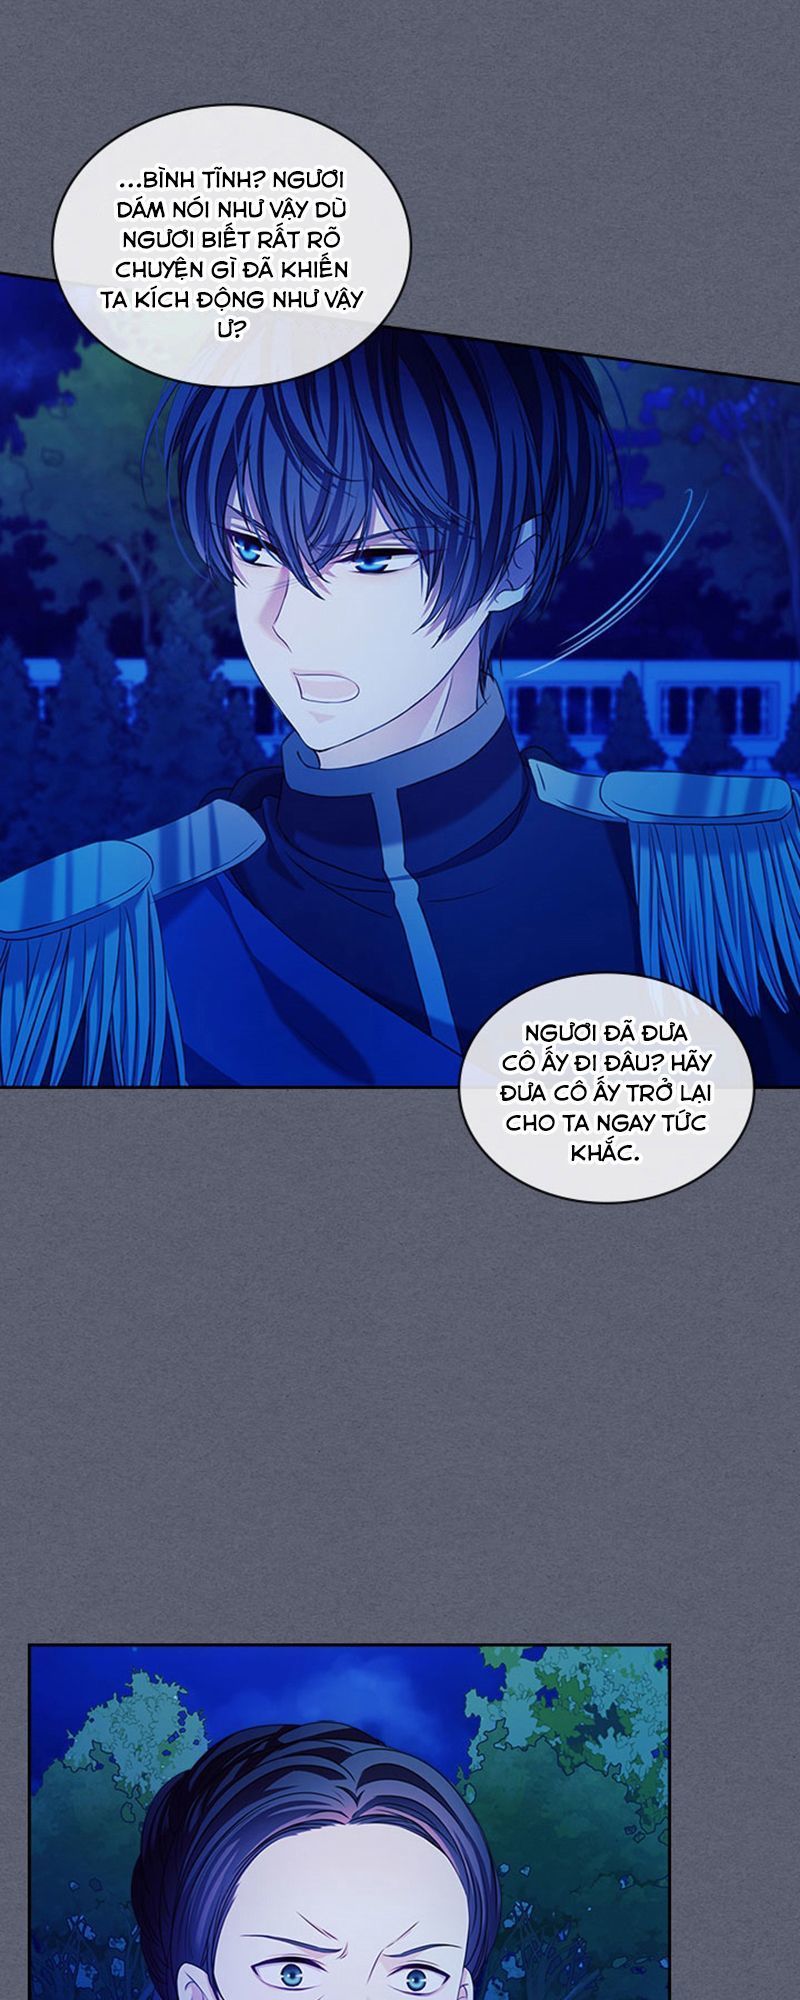 ...BÌNH TĨNH? NGƯƠI
DÁM NÓI NHƯ VẬY DÙ
NGƯƠI BIẾT RẤT RÕ
CHUYỆN GÌ ĐÃ KHIẾN
TA KÍCH ĐỘNG NHƯ VẬY
Ư?
NGƯƠI ĐÃ ĐƯA
CÔ ẤY ĐI ĐÂU? HÃY
ĐƯA CÔ ẤY TRỞ LẠI
CHO TA NGAY TỨC
KHẮC.